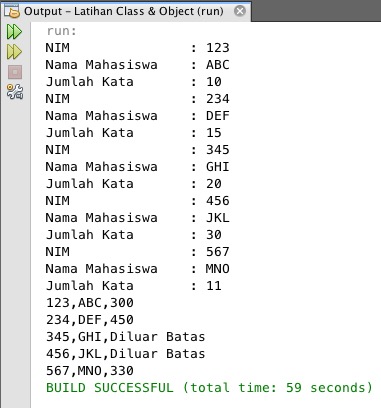 Output - Latihan Class & Object (run)
run:
NIM : 123
Nama Mahasiswa : ABC
Jumlah Kata : 10
NIM : 234
Nama Mahasiswa : DEF
Jumlah Kata : 15
NIM : 345
Nama Mahasiswa : GHI
Jumlah Kata : 20
NIM : 456
Nama Mahasiswa : JKL
Jumlah Kata : 30
NIM : 567
Nama Mahasiswa : MNO
Jumlah Kata : 11
123,ABC,300
234,DEF,450
345,GHI,Diluar Batas
456,JKL,Diluar Batas
567,MNO,330
BUILD SUCCESSFUL (total time: 59 seconds)